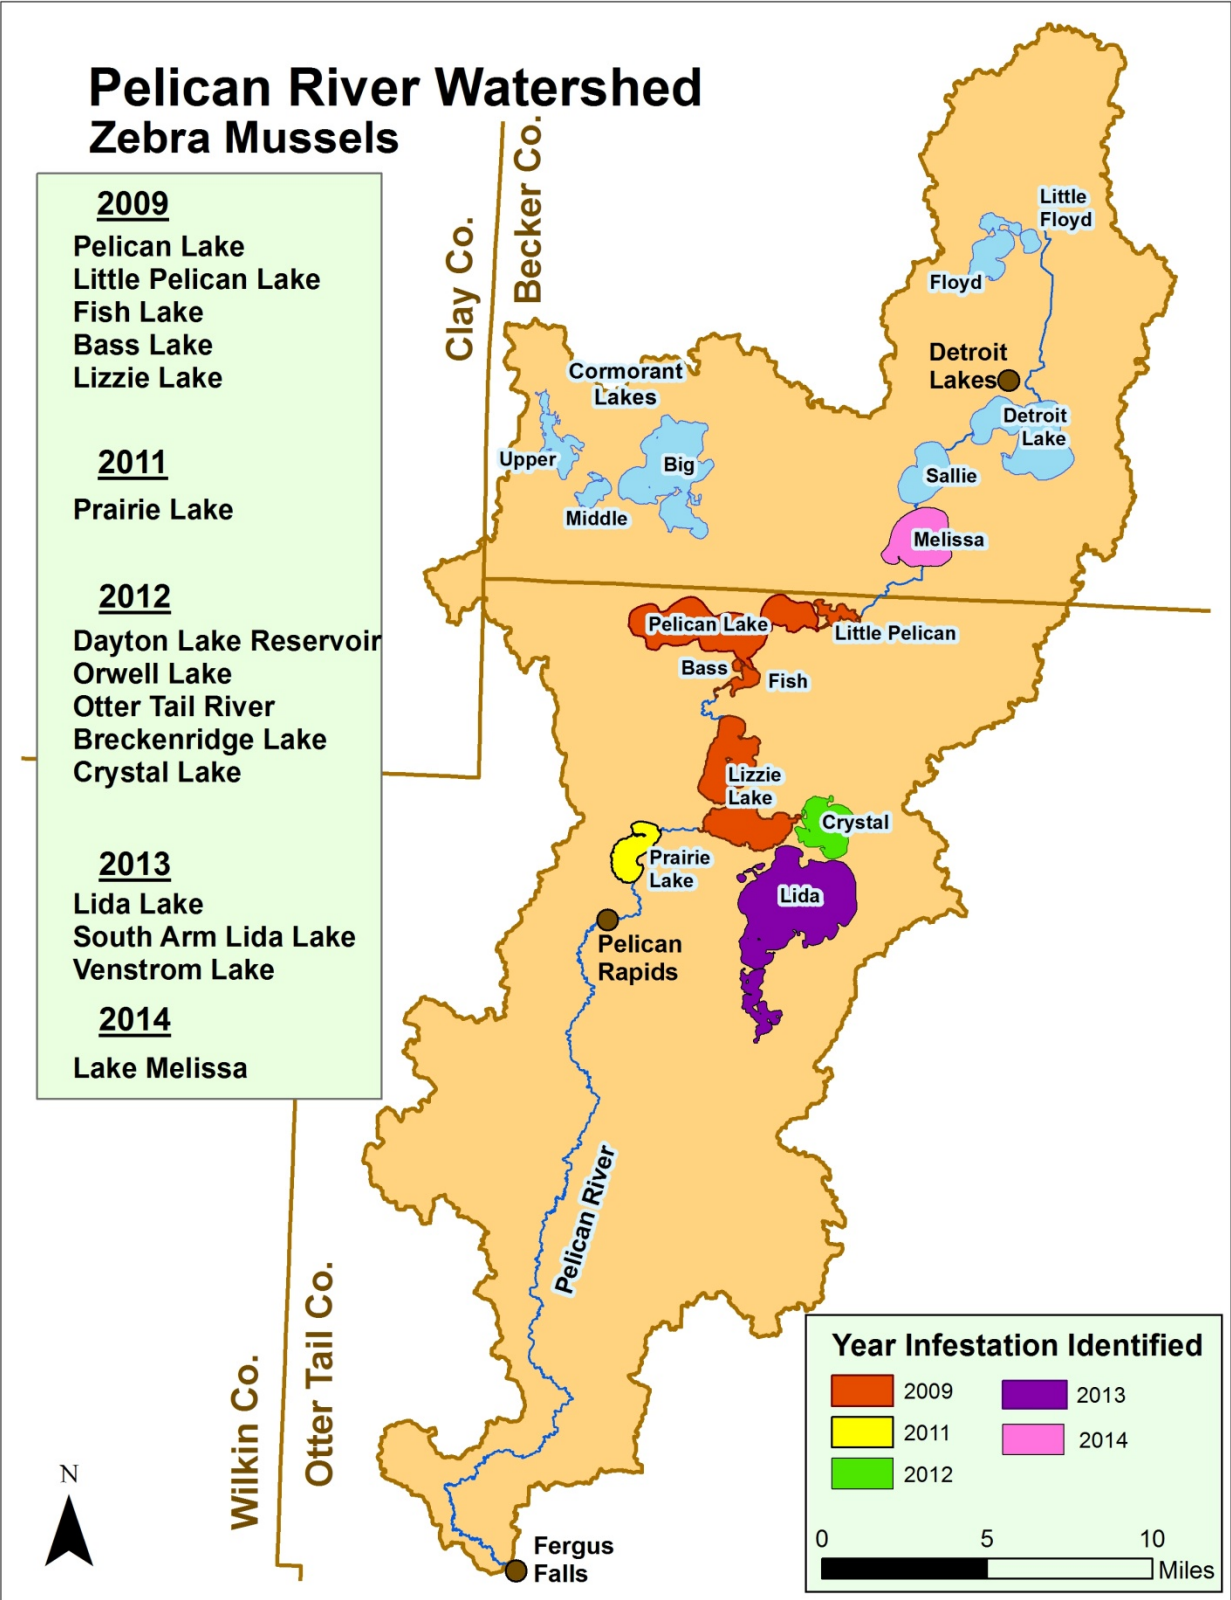 Pelican River Watershed
Zebra Mussels
2009
Pelican Lake
Little Pelican Lake
Fish Lake
Bass Lake
Lizzie Lake
2011
Prairie Lake
2012
Dayton Lake Reservoir
Orwell Lake
Otter Tail River
Breckenridge Lake
Crystal Lake
2013
Lida Lake
South Arm Lida Lake
Venstrom Lake
2014
Lake Melissa
Clay Co.
Becker Co.
Little
Floyd
Floyd
Detroit
Lakes
Cormorant
Lakes
Detroit
Lake
Upper
Big
Sallie
Middle
Melissa
Pelican Lake
Little Pelican
Bass
Fish
Lizzie
Lake
Crystal
Prairie
Lake
Lida
Pelican
Rapids
Pelican River
Wilkin Co.
Otter Tail Co.
Fergus
Falls
N
Year Infestation Identified
2009
2013
2011
2014
2012
0 5 10
Miles